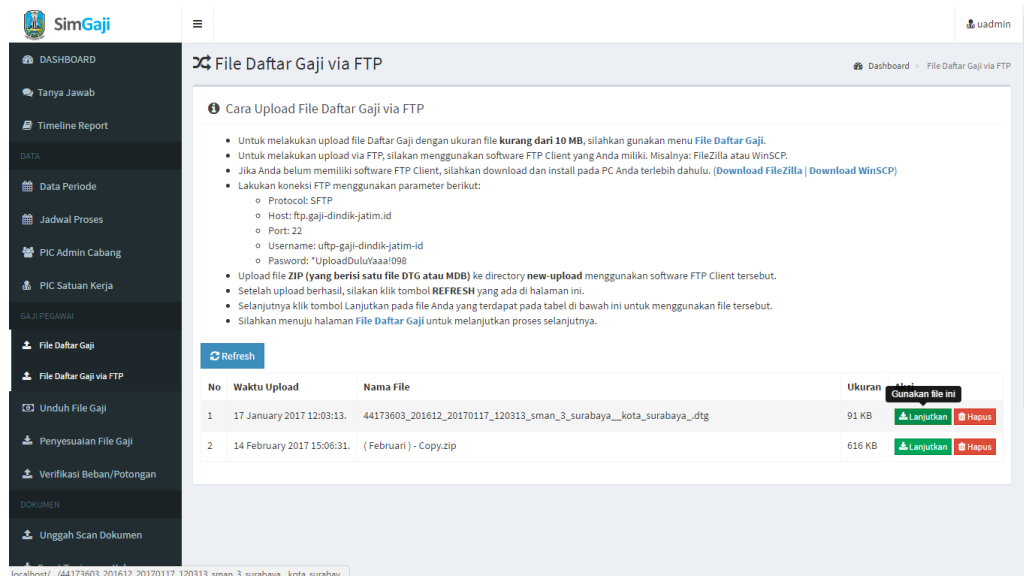 SimGaji
uadmin
DASHBOARD
Tanya Jawab
Timeline Report
DATA
Data Periode
Jadwal Proses
PIC Admin Cabang
PIC Satuan Kerja
GAJI PEGAWAI
File Daftar Gaji
File Daftar Gaji via FTP
Unduh File Gaji
Penyesuaian File Gaji
Verifikasi Beban/Potongan
DOKUMEN
Unggah Scan Dokumen
File Daftar Gaji via FTP
Dashboard > File Daftar Gaji via FTP
Cara Upload File Daftar Gaji via FTP
Untuk melakukan upload file Daftar Gaji dengan ukuran file kurang dari 10 MB, silahkan gunakan menu File Daftar Gaji.
Untuk melakukan upload via FTP, silakan menggunakan software FTP Client yang Anda miliki. Misalnya: FileZilla atau WinSCP.
Jika Anda belum memiliki software FTP Client, silahkan download dan install pada PC Anda terlebih dahulu. (Download FileZilla | Download WinSCP)
Lakukan koneksi FTP menggunakan parameter berikut:
Protocol: SFTP
Host: ftp.gaji-dindik-jatim.id
Port: 22
Username: uftp-gaji-dindik-jatim-id
Pasword: *UploadDuluYaaa!098
Upload file ZIP (yang berisi satu file DTG atau MDB) ke directory new-upload menggunakan software FTP Client tersebut.
Setelah upload berhasil, silakan klik tombol REFRESH yang ada di halaman ini.
Selanjutnya klik tombol Lanjutkan pada file Anda yang terdapat pada tabel di bawah ini untuk menggunakan file tersebut.
Silahkan menuju halaman File Daftar Gaji untuk melanjutkan proses selanjutnya.
Refresh
No Waktu Upload Nama File Ukuran
Gunakan file ini
1 17 January 2017 12:03:13. 44173603_201612_20170117_120313_sman_3_surabaya__kota_surabaya_.dtg 91 KB Lanjutkan Hapus
2 14 February 2017 15:06:31. ( Februari ) - Copy.zip 616 KB Lanjutkan Hapus